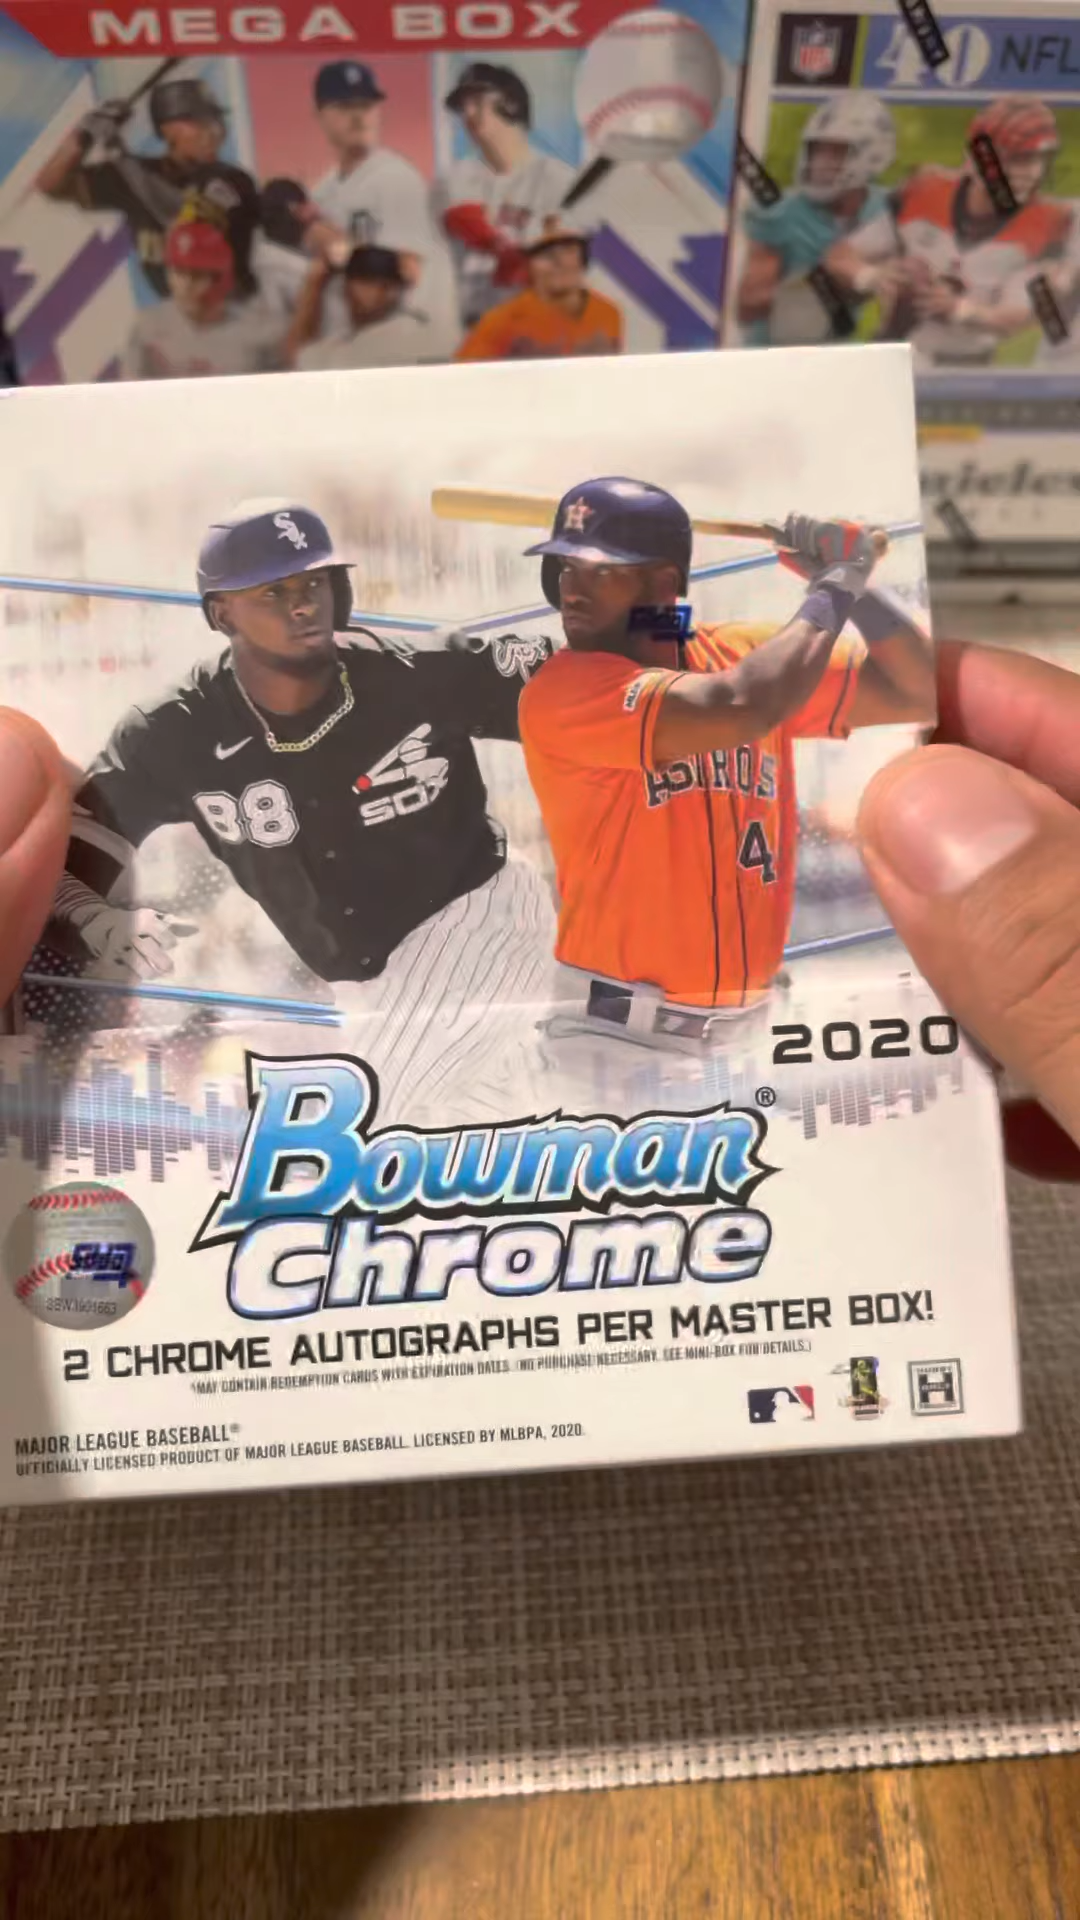 MEGA BOX
40 NFL
SOX
88
SOX
ASTROS
4
2020
Bowman®
Chrome
2 CHROME AUTOGRAPHS PER MASTER BOX!
*MAY CONTAIN REDEMPTION CARDS WITH EXPIRATION DATES. (NO PURCHASE NECESSARY. SEE MINI-BOX FOR DETAILS.)
MAJOR LEAGUE BASEBALL®
OFFICIALLY LICENSED PRODUCT OF MAJOR LEAGUE BASEBALL. LICENSED BY MLBPA, 2020.